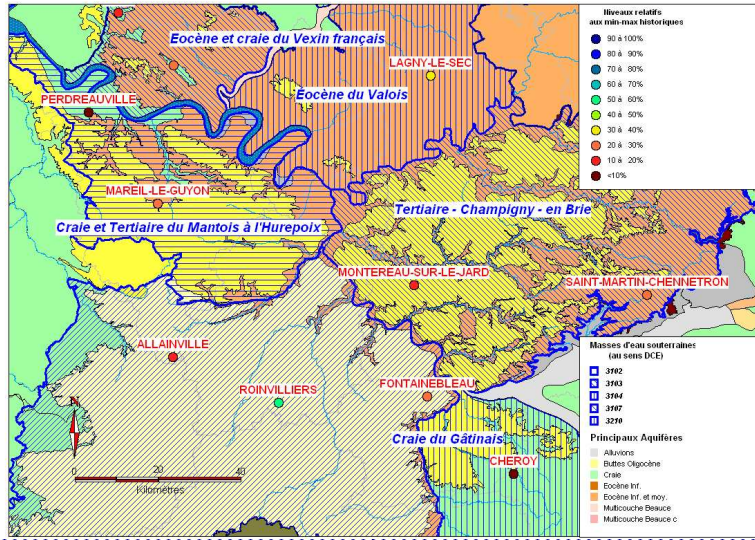 Eocène et craie du Vexin français
LAGNY-LE-SEC
Eocène du Valois
PERDREAUVILLE
MAREIL-LE-GUYON
Craie et Tertiaire du Mantois à l'Hurepoix
Tertiaire - Champigny - en Brie
MONTEREAU-SUR-LE-JARD
SAINT-MARTIN-CHENNETRON
ALLAINVILLE
ROINVILLIERS
FONTAINEBLEAU
Craie du Gâtinais
CHEROY
N
0 20 40
Kilomètres
Niveaux relatifs
aux min-max historiques
90 à 100%
80 à 90%
70 à 80%
60 à 70%
50 à 60%
40 à 50%
30 à 40%
20 à 30%
10 à 20%
<10%
Masses d'eau souterraines
(au sens DCE)
3102
3103
3104
3107
3210
Principaux Aquifères
Alluvions
Buttes Oligocène
Craie
Eocène Inf.
Eocène Inf. et moy.
Multicouche Beauce
Multicouche Beauce c